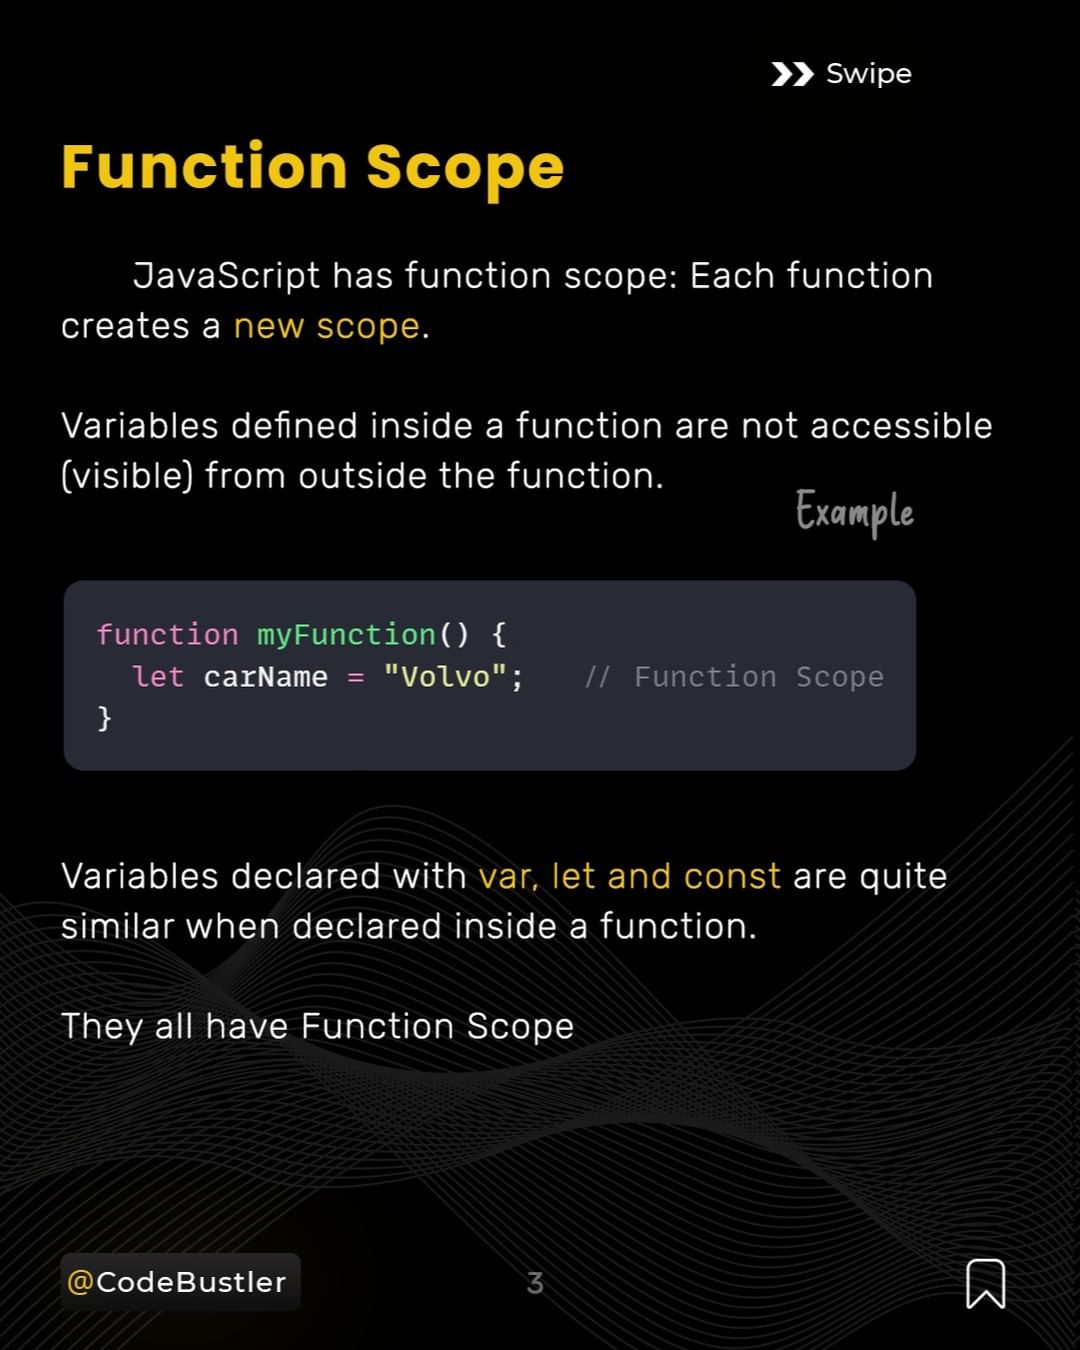 Swipe
Function Scope
JavaScript has function scope: Each function
creates a new scope.
Variables defined inside a function are not accessible
(visible) from outside the function.
Example
function myFunction() {
  let carName = "Volvo";   // Function Scope
}
Variables declared with var, let and const are quite
similar when declared inside a function.
They all have Function Scope
@CodeBustler
3